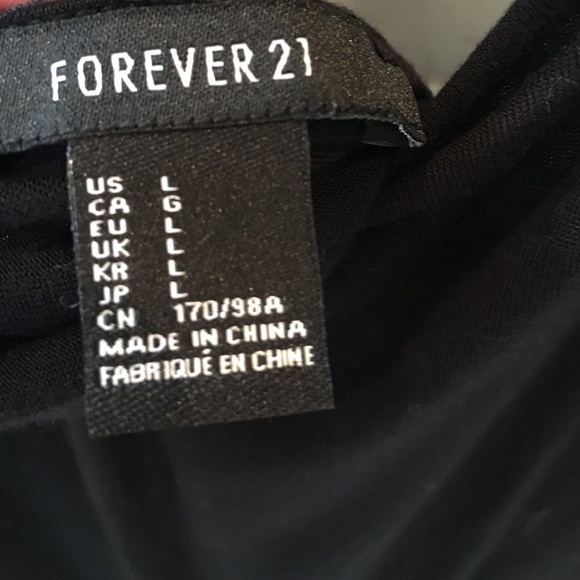 FOREVER 21
US L
CA G
EU L
UK L
KR L
JP L
CN 170/98A
MADE IN CHINA
FABRIQUÉ EN CHINE